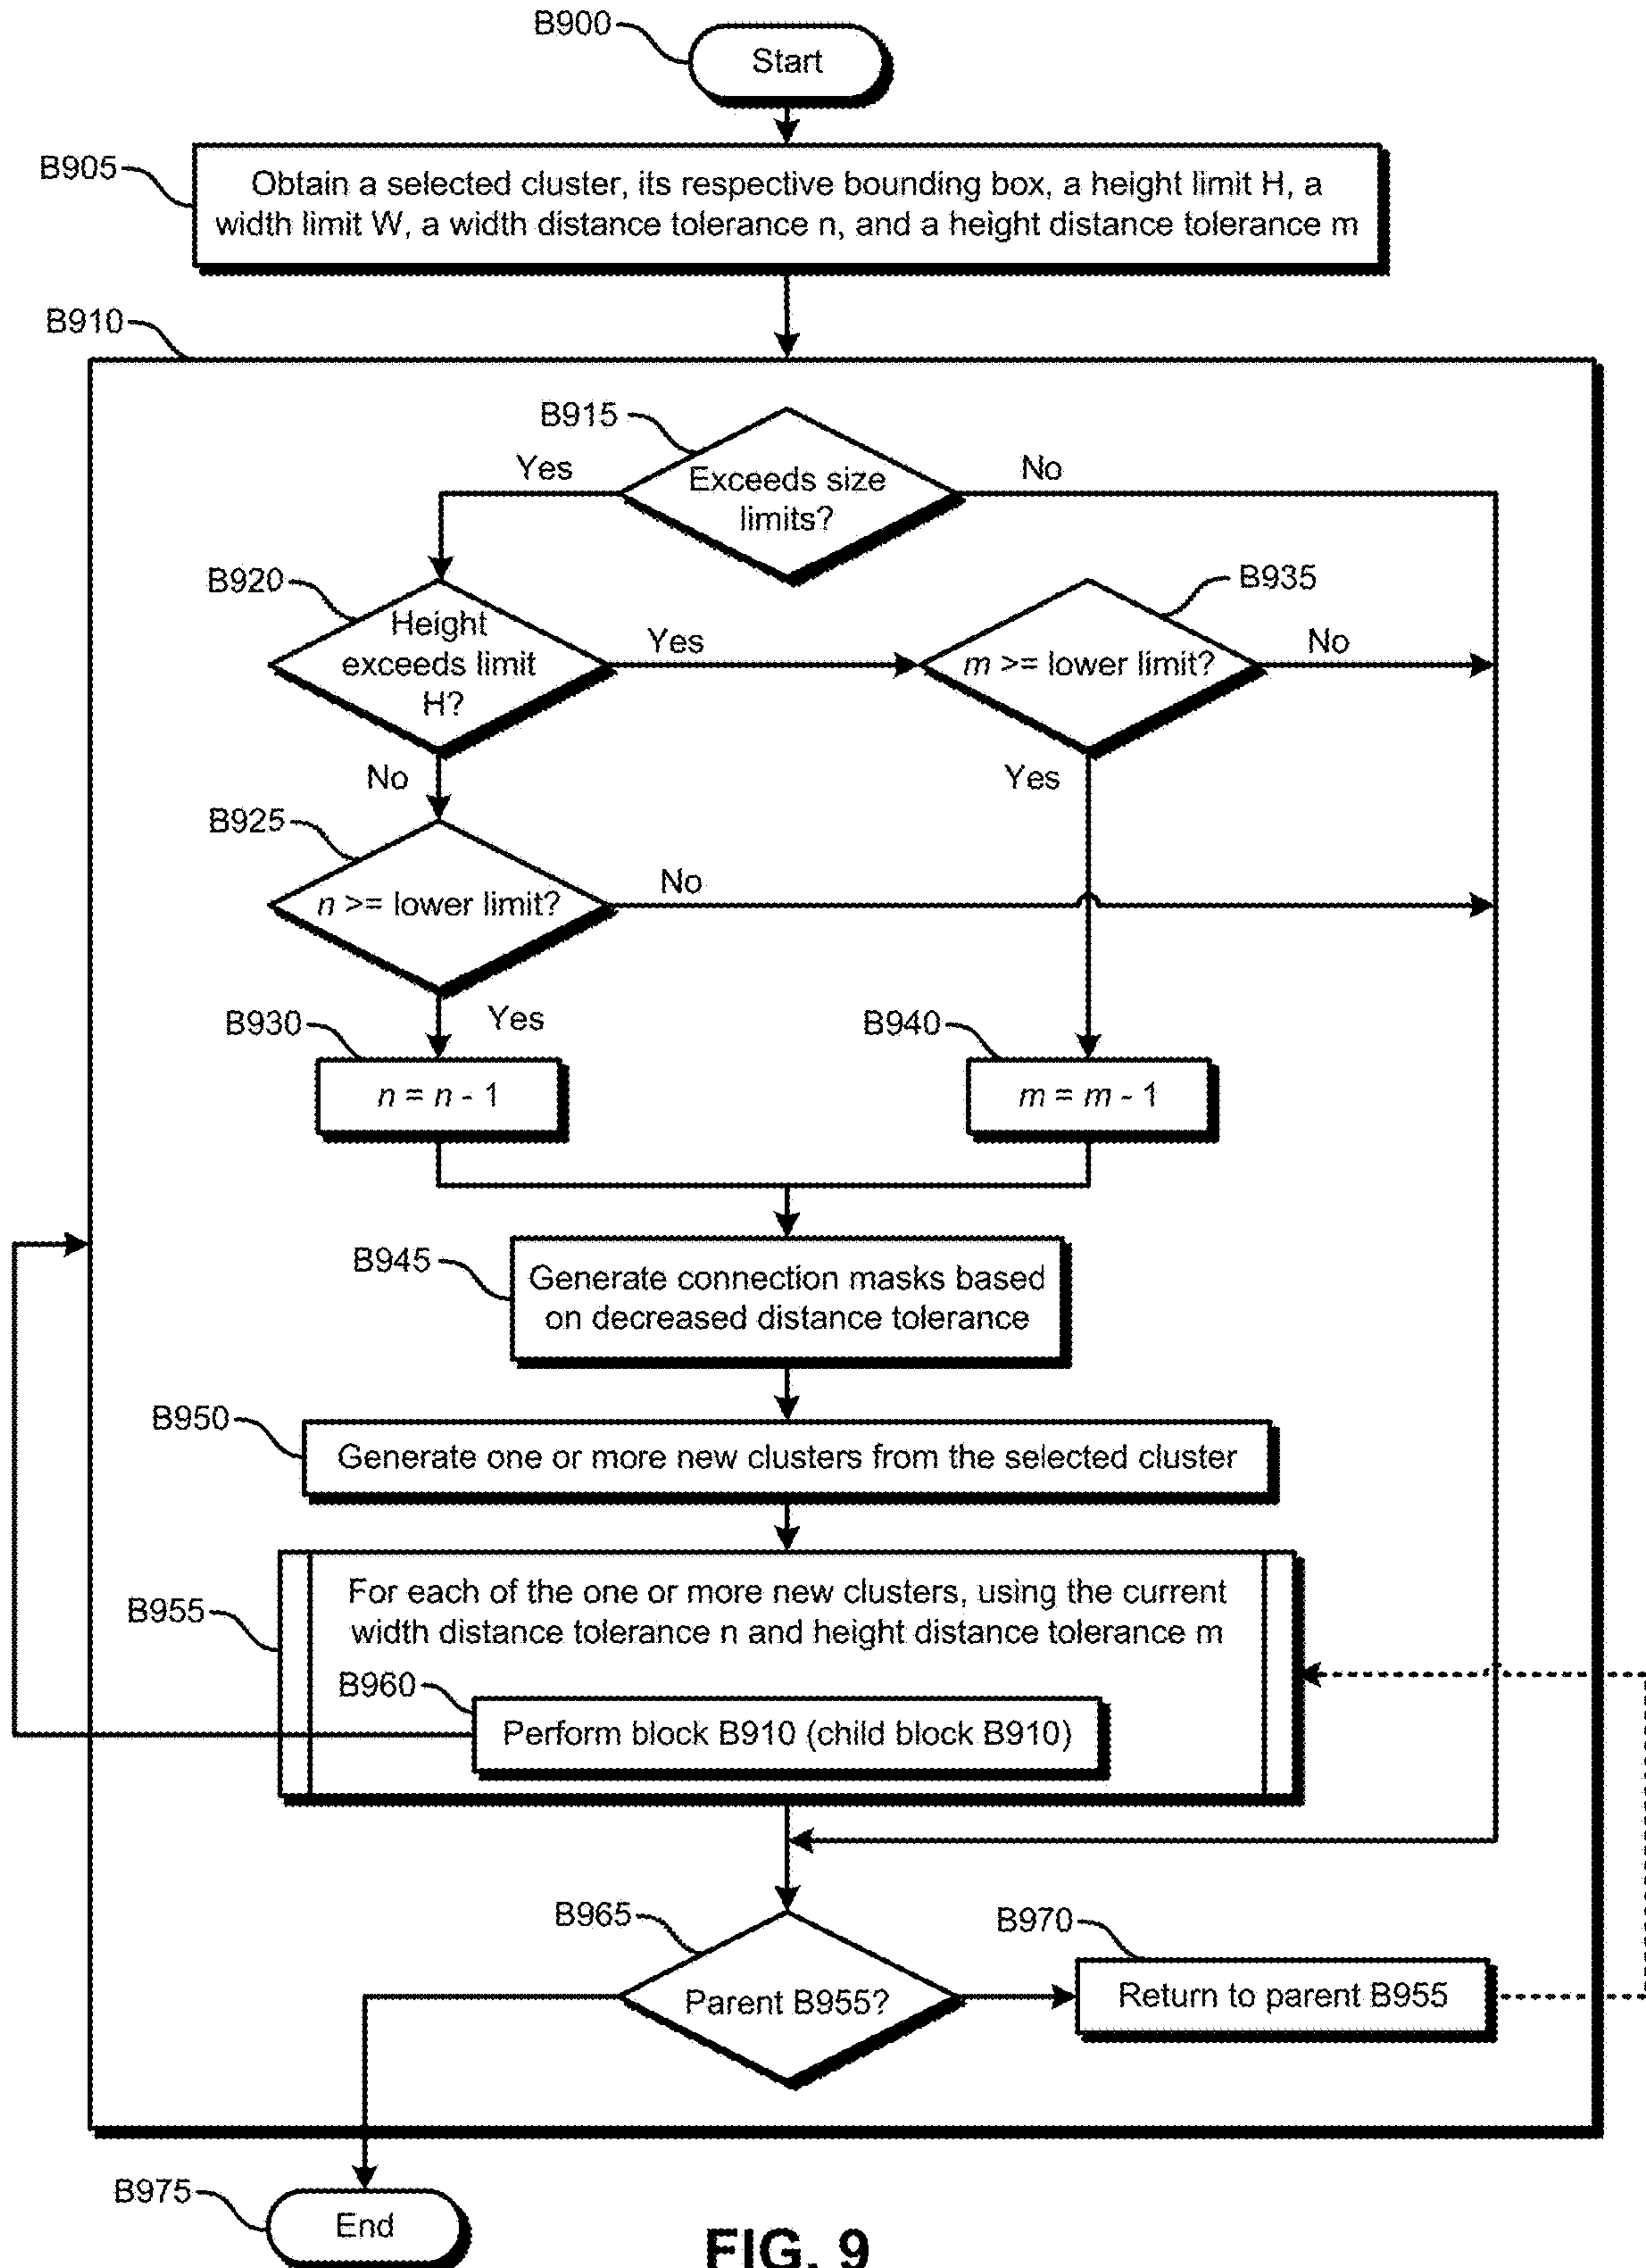 B900
Start
B905
Obtain a selected cluster, its respective bounding box, a height limit H, a
width limit W, a width distance tolerance n, and a height distance tolerance m
B910
B915
Yes
Exceeds size
limits?
No
B920
Height
exceeds limit
H?
Yes
B935
m >= lower limit?
No
No
Yes
B925
n >= lower limit?
No
Yes
B930
n = n - 1
B940
m = m - 1
B945
Generate connection masks based
on decreased distance tolerance
B950
Generate one or more new clusters from the selected cluster
B955
For each of the one or more new clusters, using the current
width distance tolerance n and height distance tolerance m
B960
Perform block B910 (child block B910)
B965
Parent B955?
B970
Return to parent B955
B975
End
FIG. 9